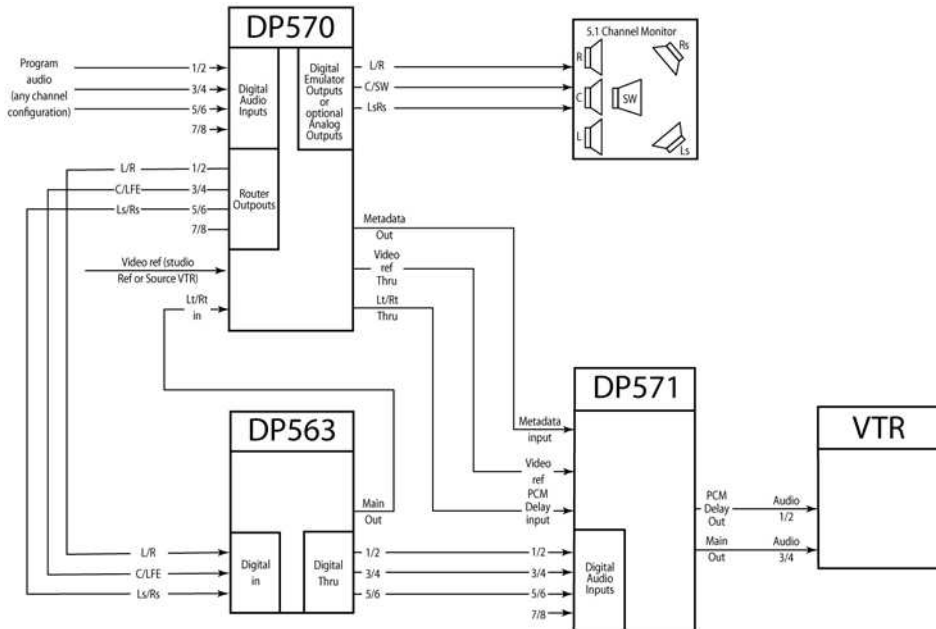 DP570
Program
audio
(any channel
configuration)
1/2
3/4
5/6
7/8
Digital
Audio
Inputs
Digital
Emulator
Outputs
or
optional
Analog
Outputs
L/R
C/SW
LsRs
5.1 Channel Monitor
R
Rs
C
SW
L
Ls
L/R
1/2
C/LFE
3/4
Ls/Rs
5/6
7/8
Router
Outpouts
Metadata
Out
Video ref (studio
Ref or Source VTR)
Video
ref
Thru
Lt/Rt
in
Lt/Rt
Thru
DP571
DP563
VTR
Metadata
input
Video
ref
PCM
Delay
input
Main
Out
PCM
Delay
Out
Audio
1/2
Main
Out
Audio
3/4
L/R
C/LFE
Ls/Rs
Digital
in
Digital
Thru
1/2
3/4
5/6
1/2
3/4
5/6
7/8
Digital
Audio
Inputs